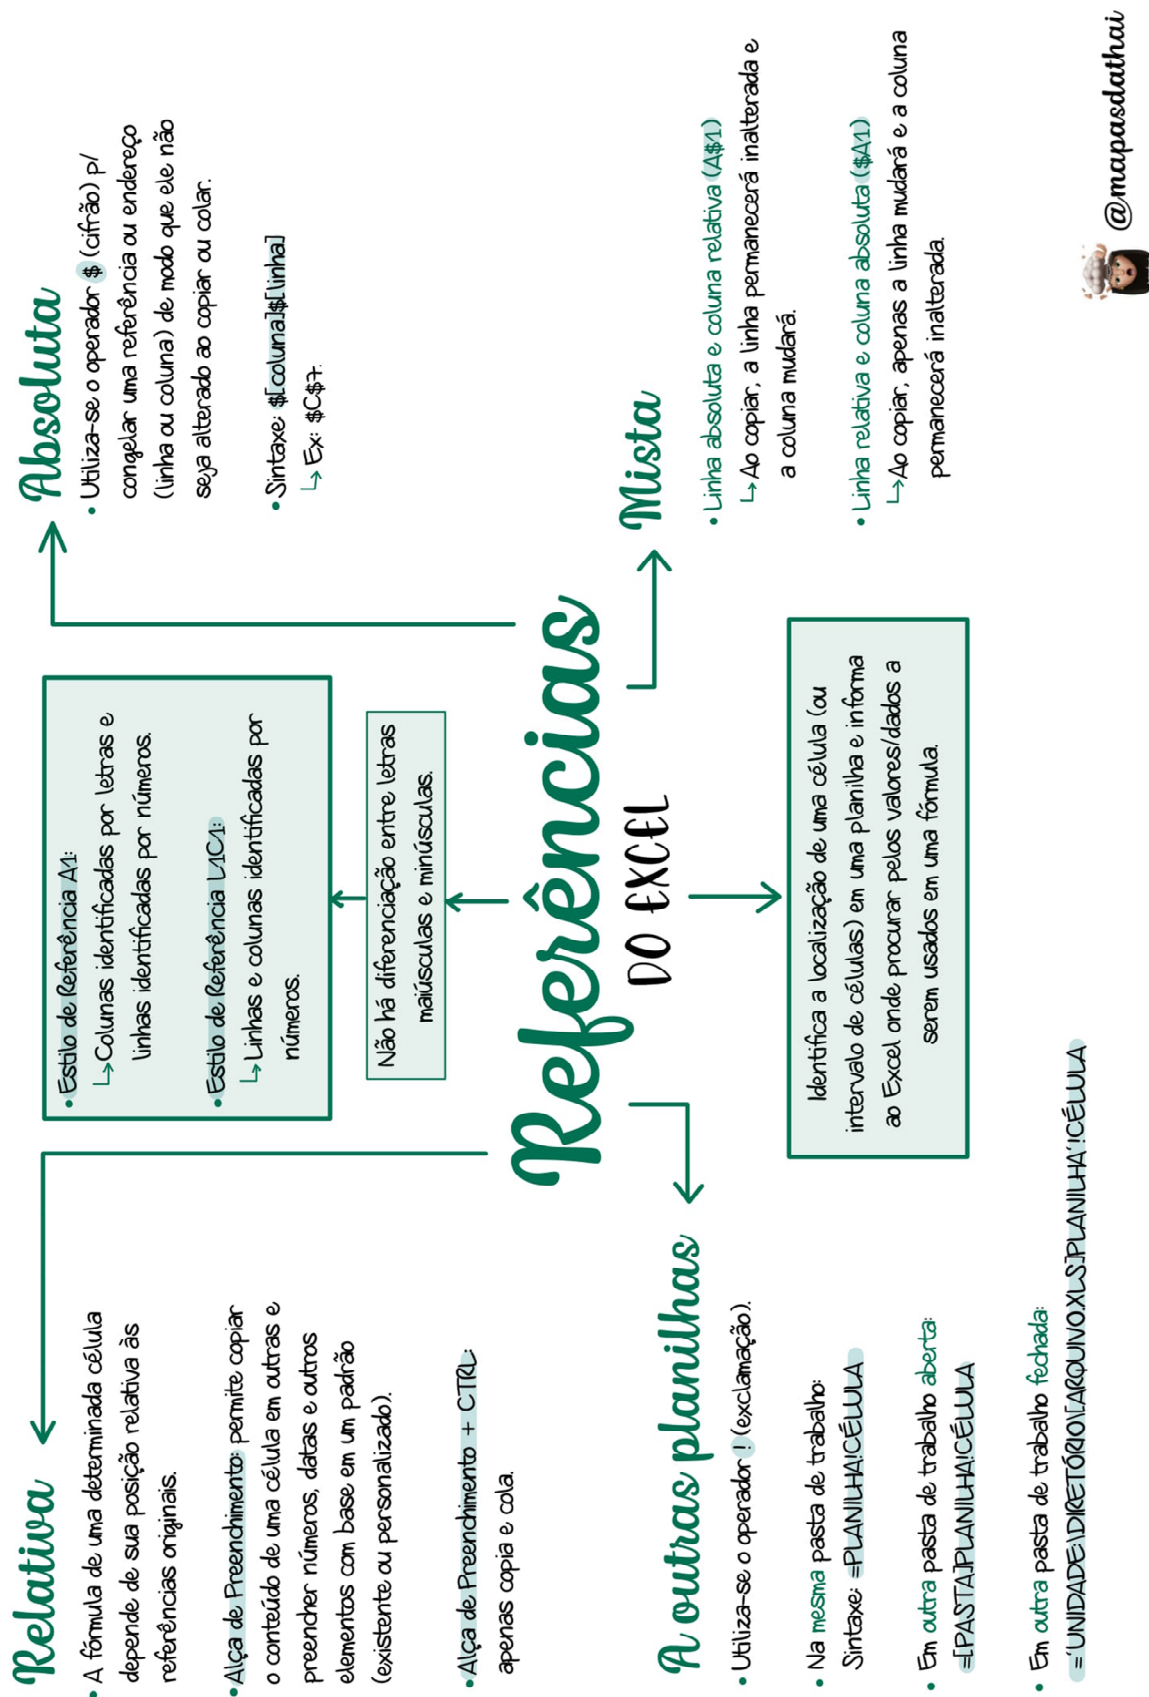 Relativa
• A fórmula de uma determinada célula
depende de sua posição relativa às
referências originais.
• Alça de Preenchimento: permite copiar
o conteúdo de uma célula em outras e
preencher números, datas e outros
elementos com base em um padrão
(existente ou personalizado).
• Alça de Preenchimento + CTRL:
apenas copia e cola.
• Estilo de Referência A1:
↳ Colunas identificadas por letras e
linhas identificadas por números.
• Estilo de Referência L1C1:
↳ Linhas e colunas identificadas por
números.
Não há diferenciação entre letras
maiúsculas e minúsculas.
Absoluta
• Utiliza-se o operador $ (cifrão) p/
congelar uma referência ou endereço
(linha ou coluna) de modo que ele não
seja alterado ao copiar ou colar.
• Sintaxe: $[coluna]$[linha]
↳ Ex: $C$7.
Referências
DO EXCEL
A outras planilhas
• Utiliza-se o operador ! (exclamação).
• Na mesma pasta de trabalho:
Sintaxe: =PLANILHA!CÉLULA
• Em outra pasta de trabalho aberta:
=[PASTA]PLANILHA!CÉLULA
• Em outra pasta de trabalho fechada:
='UNIDADE:\DIRETÓRIO\[ARQUIVO.XLS]PLANILHA'!CÉLULA
Identifica a localização de uma célula (ou
intervalo de células) em uma planilha e informa
ao Excel onde procurar pelos valores/dados a
serem usados em uma fórmula.
Mista
• Linha absoluta e coluna relativa (A$1)
↳ Ao copiar, a linha permanecerá inalterada e
a coluna mudará.
• Linha relativa e coluna absoluta ($A1)
↳ Ao copiar, apenas a linha mudará e a coluna
permanecerá inalterada.
@mapasdathai